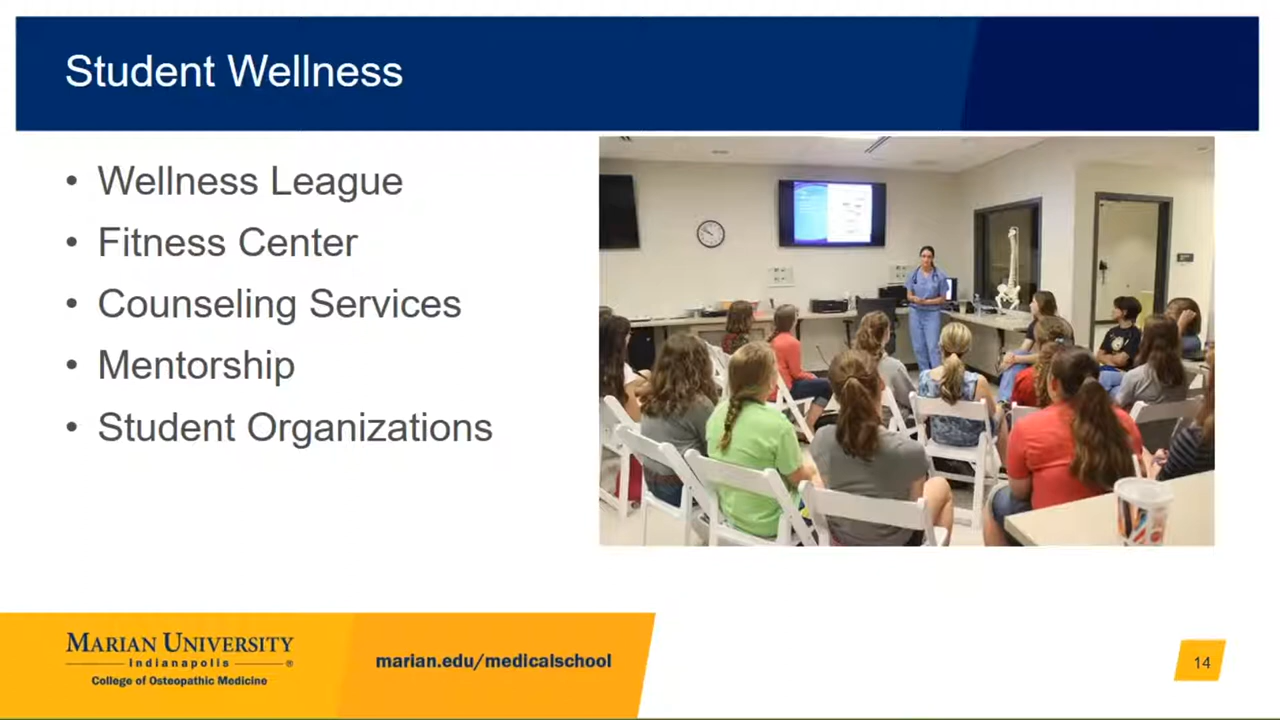 Student Wellness
• Wellness League
• Fitness Center
• Counseling Services
• Mentorship
• Student Organizations
MARIAN UNIVERSITY
Indianapolis ®
College of Osteopathic Medicine
marian.edu/medicalschool
14